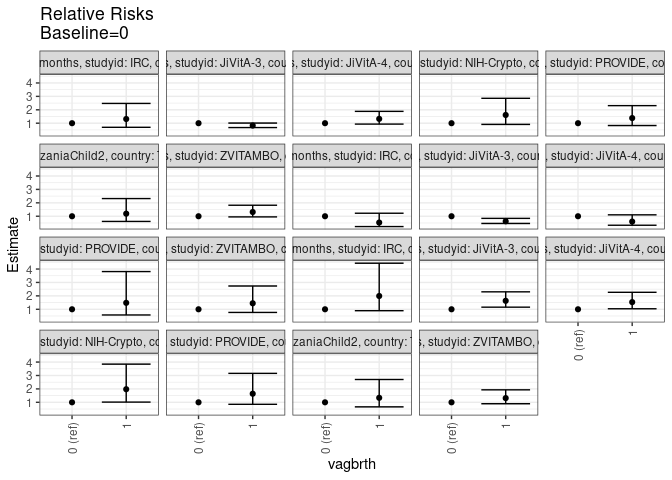 Relative Risks
Baseline=0
months, studyid: IRC, c
s, studyid: JiVitA-3, cou
s, studyid: JiVitA-4, cou
studyid: NIH-Crypto, co
studyid: PROVIDE, co
4
3
2
1
zaniaChild2, country:
s, studyid: ZVITAMBO,
months, studyid: IRC, c
, studyid: JiVitA-3, coun
, studyid: JiVitA-4, coun
4
3
2
1
studyid: PROVIDE, cou
, studyid: ZVITAMBO,
months, studyid: IRC, c
, studyid: JiVitA-3, cou
s, studyid: JiVitA-4, cou
4
3
2
1
studyid: NIH-Crypto, co
studyid: PROVIDE, co
zaniaChild2, country:
s, studyid: ZVITAMBO,
4
3
2
1
Estimate
0 (ref)
1
0 (ref)
1
0 (ref)
1
0 (ref)
1
0 (ref)
1
vagbrth